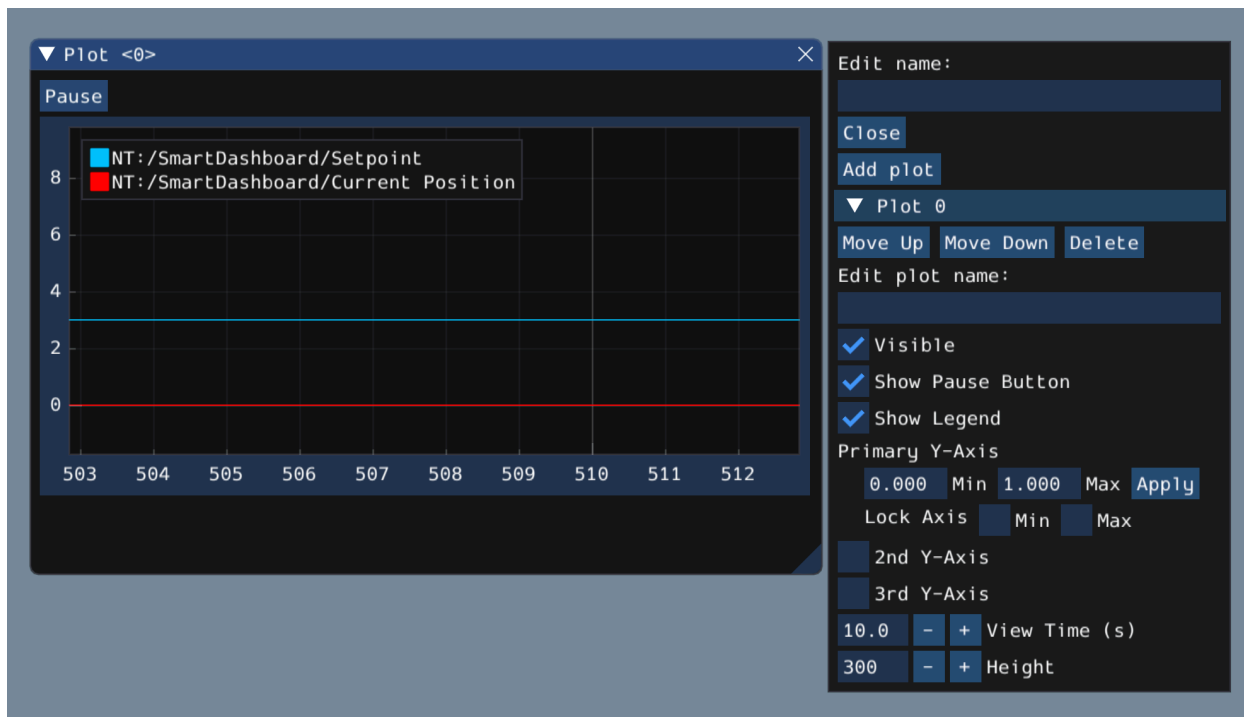 Plot <0>
Pause
NT:/SmartDashboard/Setpoint
NT:/SmartDashboard/Current Position
8
6
4
2
0
503 504 505 506 507 508 509 510 511 512
Edit name:
Close
Add plot
Plot 0
Move Up Move Down Delete
Edit plot name:
Visible
Show Pause Button
Show Legend
Primary Y-Axis
0.000 Min 1.000 Max Apply
Lock Axis Min Max
2nd Y-Axis
3rd Y-Axis
10.0 - + View Time (s)
300 - + Height